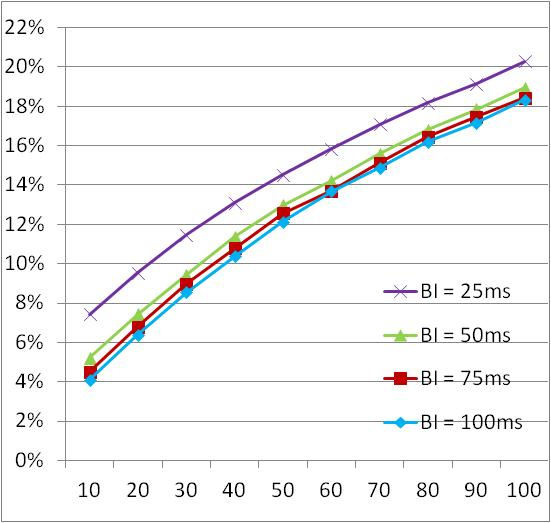 22%
20%
18%
16%
14%
12%
10%
8%
6%
4%
2%
0%
BI = 25ms
BI = 50ms
BI = 75ms
BI = 100ms
10 20 30 40 50 60 70 80 90 100